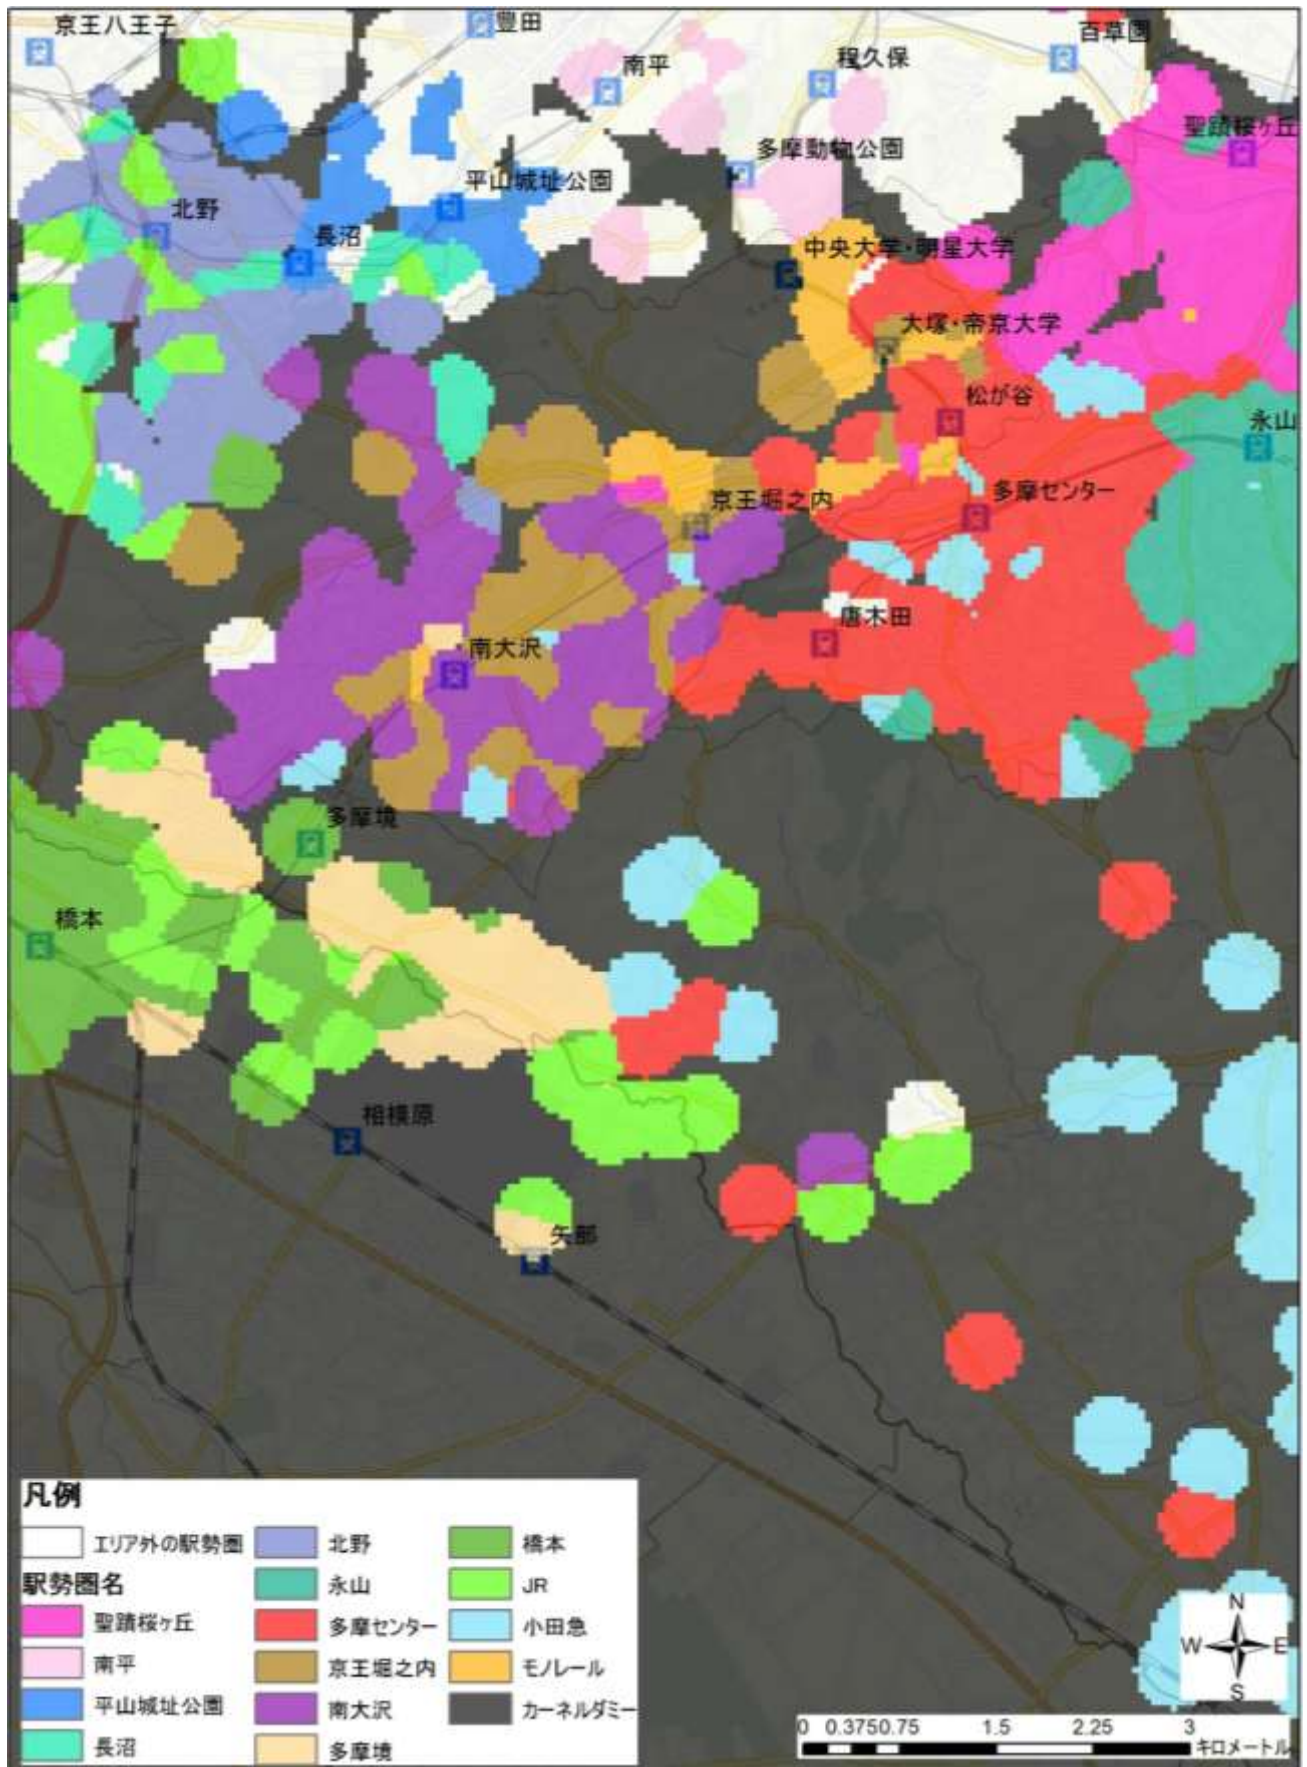 京王八王子
豊田
百草園
南平
程久保
聖蹟桜ヶ丘
多摩動物公園
平山城址公園
北野
長沼
中央大学・明星大学
大塚・帝京大学
松が谷
永山
多摩センター
京王堀之内
唐木田
南大沢
多摩境
橋本
相模原
矢部
凡例
エリア外の駅勢圏
北野
橋本
駅勢圏名
永山
JR
聖蹟桜ヶ丘
多摩センター
小田急
南平
京王堀之内
モノレール
平山城址公園
南大沢
カーネルダミー
長沼
多摩境
N
W
E
S
0 0.3750.75 1.5 2.25 3
キロメートル